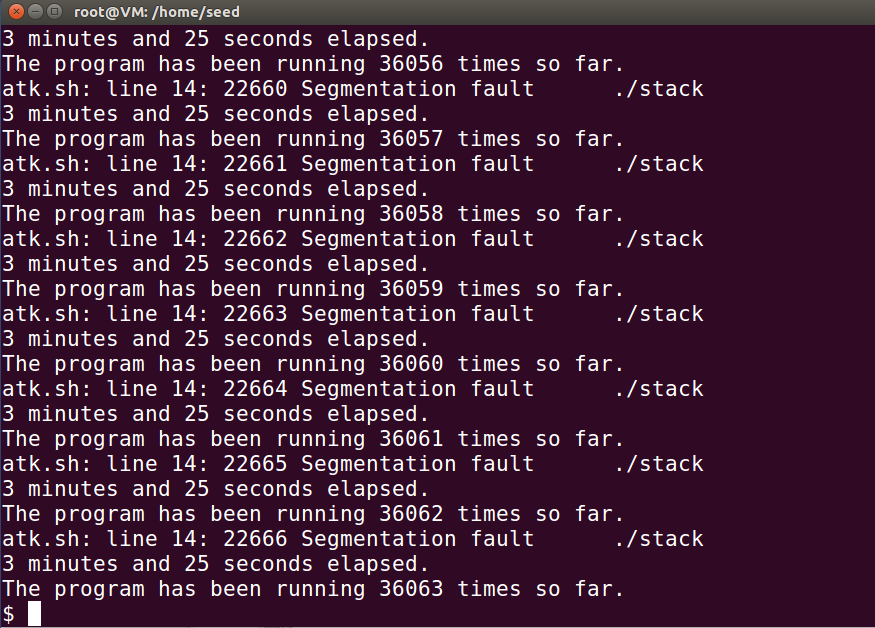 root@VM: /home/seed
3 minutes and 25 seconds elapsed.
The program has been running 36056 times so far.
atk.sh: line 14: 22660 Segmentation fault      ./stack
3 minutes and 25 seconds elapsed.
The program has been running 36057 times so far.
atk.sh: line 14: 22661 Segmentation fault      ./stack
3 minutes and 25 seconds elapsed.
The program has been running 36058 times so far.
atk.sh: line 14: 22662 Segmentation fault      ./stack
3 minutes and 25 seconds elapsed.
The program has been running 36059 times so far.
atk.sh: line 14: 22663 Segmentation fault      ./stack
3 minutes and 25 seconds elapsed.
The program has been running 36060 times so far.
atk.sh: line 14: 22664 Segmentation fault      ./stack
3 minutes and 25 seconds elapsed.
The program has been running 36061 times so far.
atk.sh: line 14: 22665 Segmentation fault      ./stack
3 minutes and 25 seconds elapsed.
The program has been running 36062 times so far.
atk.sh: line 14: 22666 Segmentation fault      ./stack
3 minutes and 25 seconds elapsed.
The program has been running 36063 times so far.
$